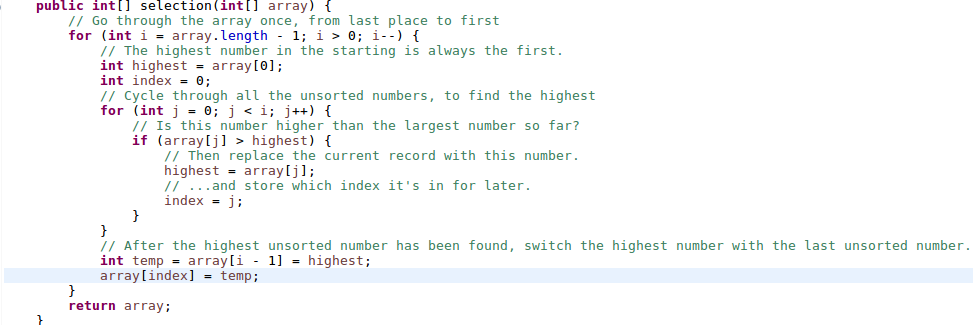 public int[] selection(int[] array) {
    // Go through the array once, from last place to first
    for (int i = array.length - 1; i > 0; i--) {
        // The highest number in the starting is always the first.
        int highest = array[0];
        int index = 0;
        // Cycle through all the unsorted numbers, to find the highest
        for (int j = 0; j < i; j++) {
            // Is this number higher than the largest number so far?
            if (array[j] > highest) {
                // Then replace the current record with this number.
                highest = array[j];
                // ...and store which index it's in for later.
                index = j;
            }
        }
        // After the highest unsorted number has been found, switch the highest number with the last unsorted number.
        int temp = array[i - 1] = highest;
        array[index] = temp;
    }
    return array;
}